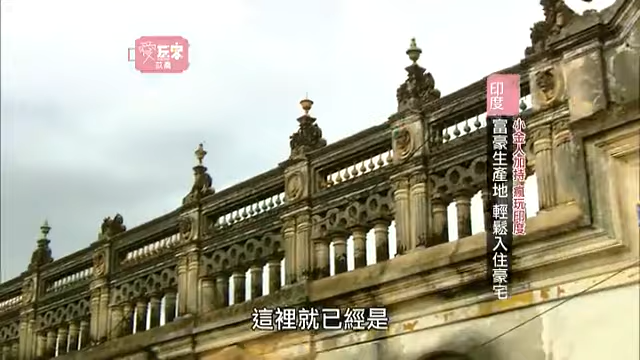 愛玩客
印度
小金人加持 瘋玩印度
富豪生產地 輕鬆入住豪宅
這裡就已經是